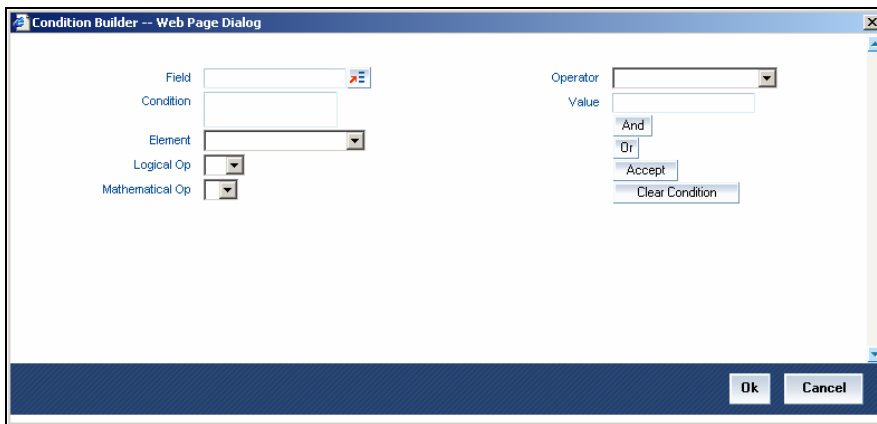 Condition Builder -- Web Page Dialog
Field
Operator
Condition
Value
And
Element
Or
Logical Op
Accept
Mathematical Op
Clear Condition
Ok
Cancel